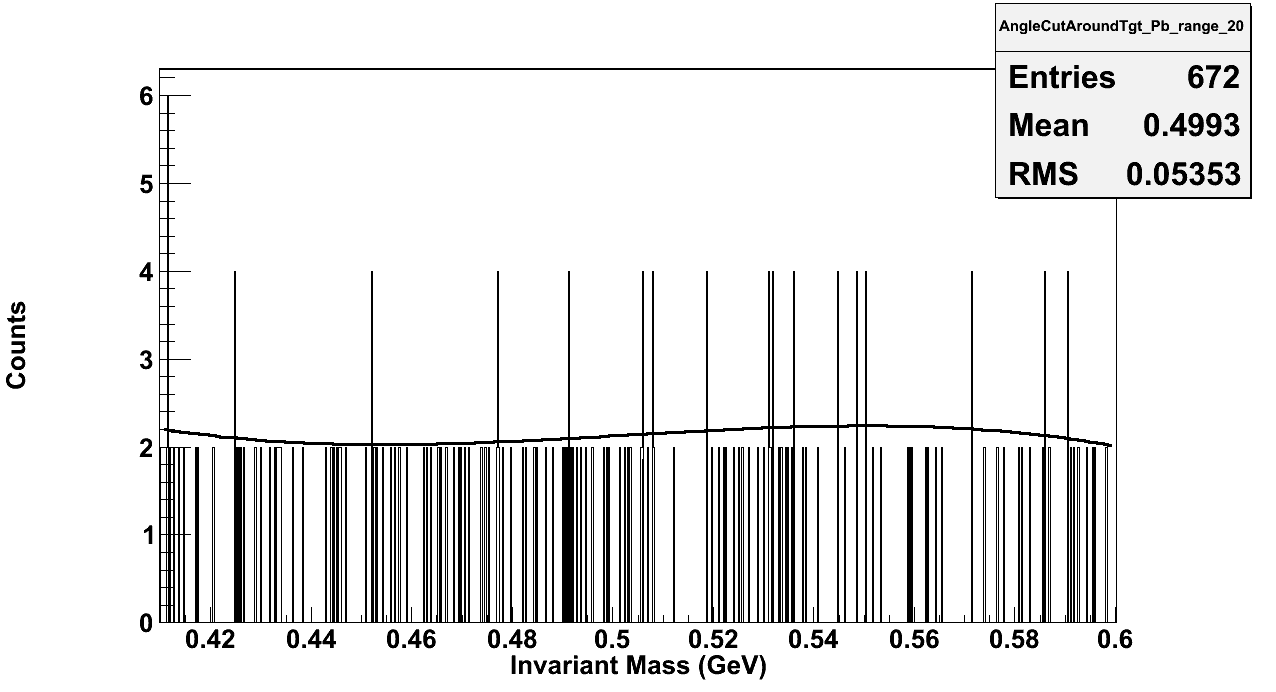 AngleCutAroundTgt_Pb_range_20
Entries 672
Mean 0.4993
RMS 0.05353
6
5
4
3
2
1
0
Counts
0.42 0.44 0.46 0.48 0.5 0.52 0.54 0.56 0.58 0.6
Invariant Mass (GeV)